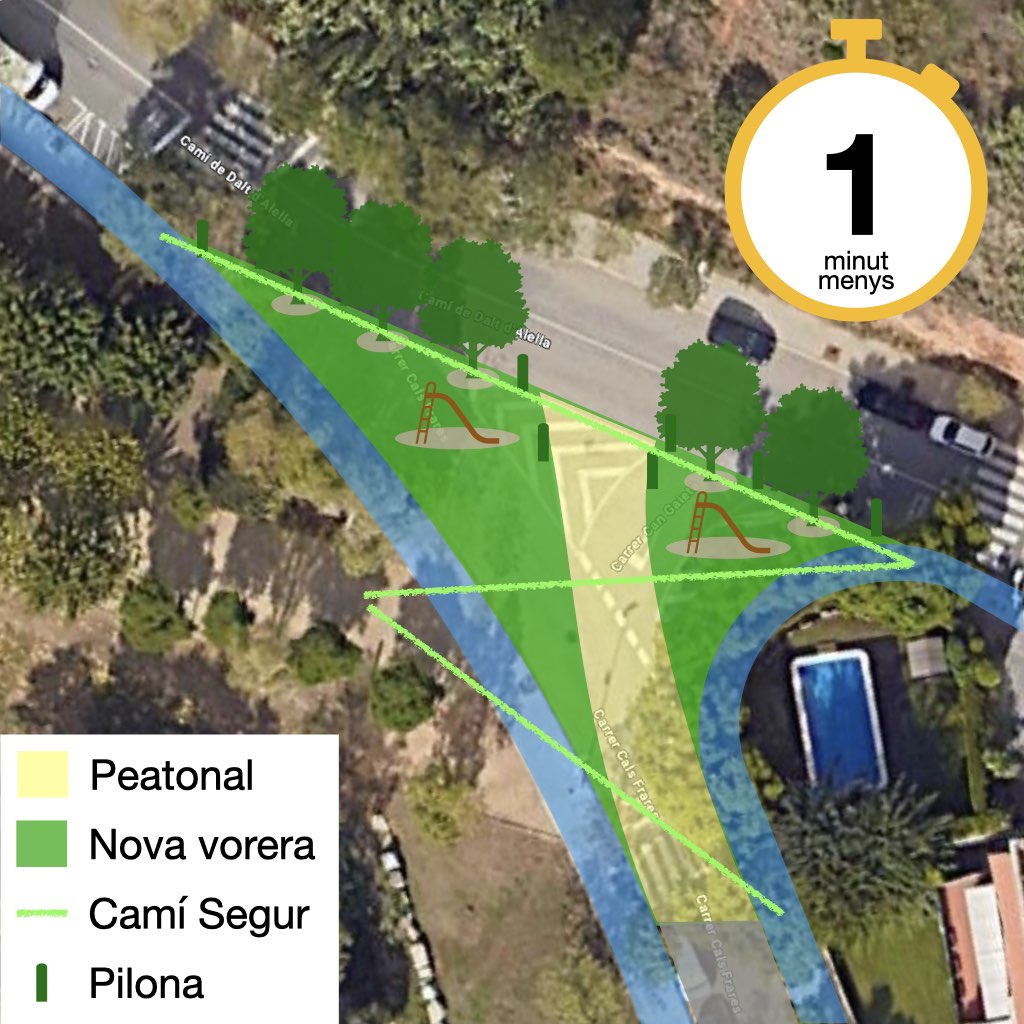 1
minut
menys
Camí de Dalt d'Alella
Camí de Dalt d'Alella
Carrer Cals Frares
Carrer Can Galet
Carrer Cals Frares
Carrer Cals Frares
Peatonal
Nova vorera
Camí Segur
Pilona